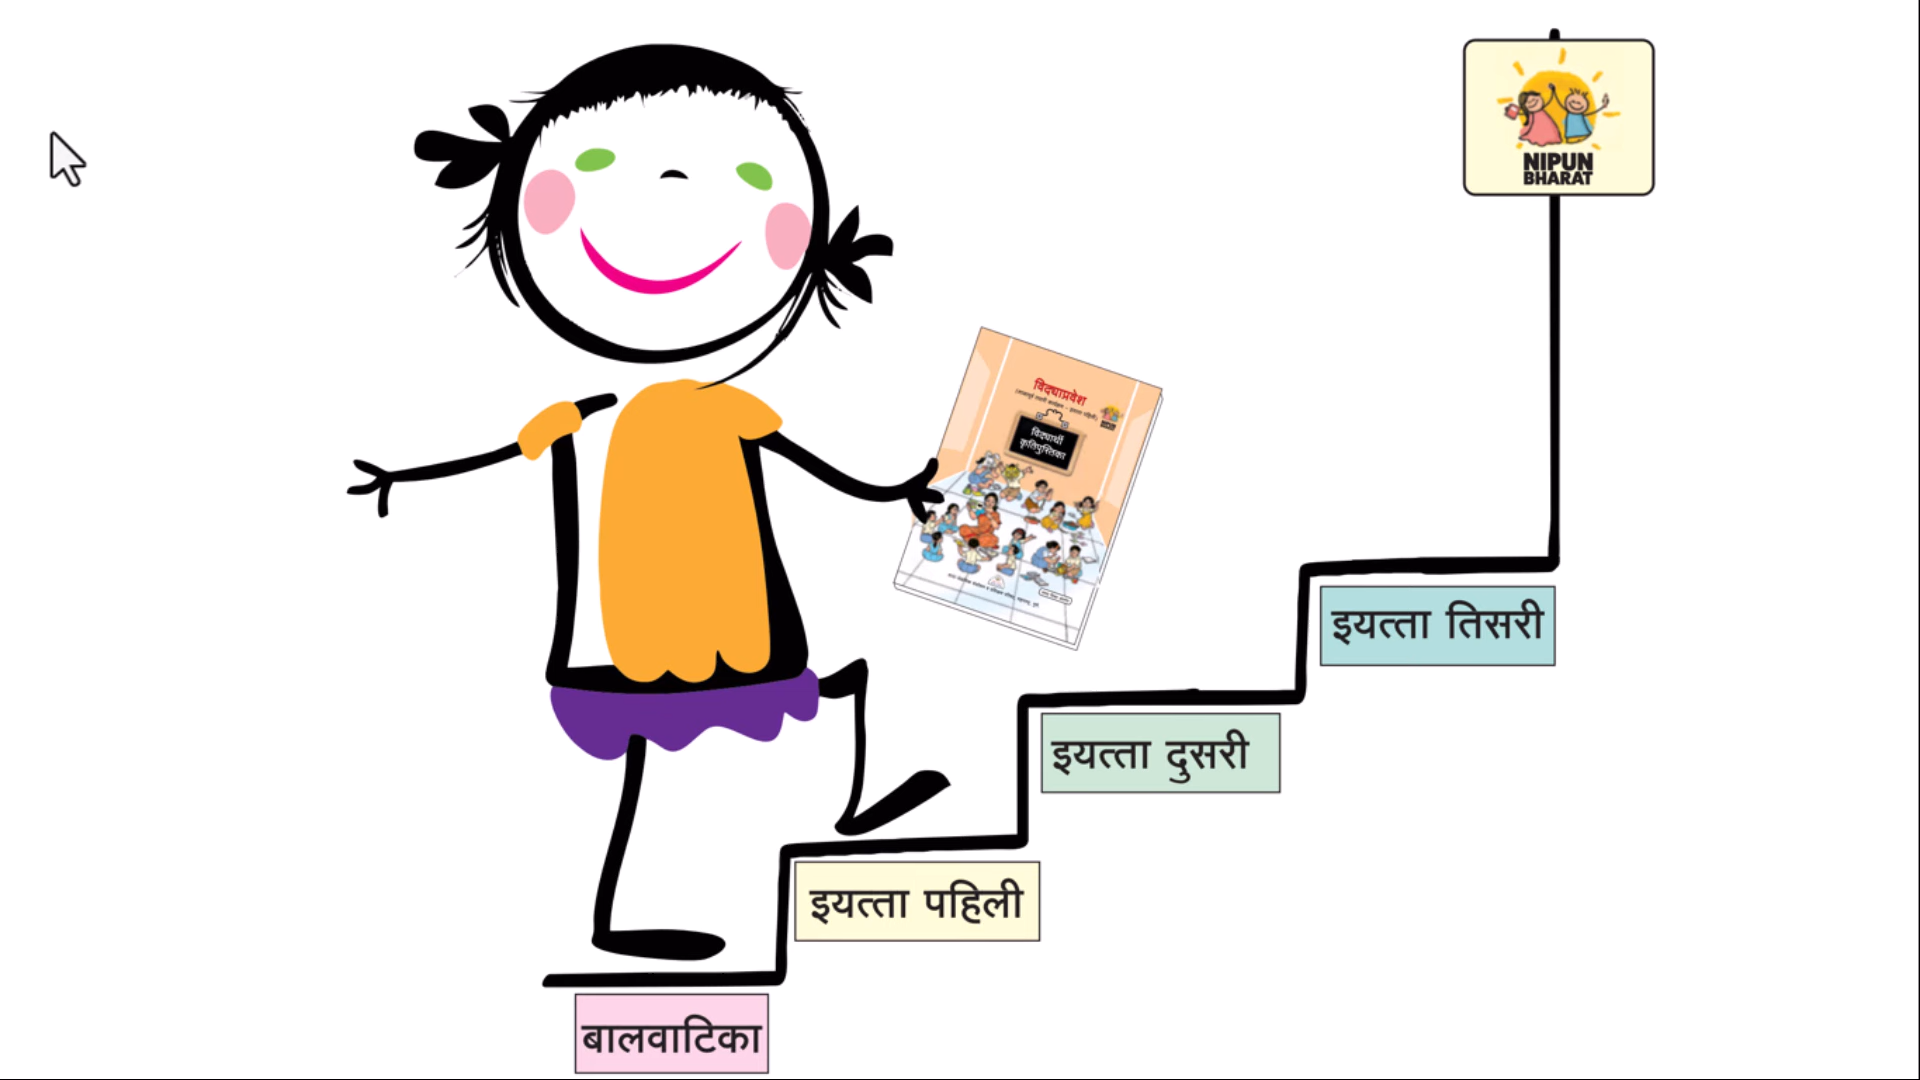 NIPUN
BHARAT
विद्याप्रवेश
विद्यार्थी
कृतिपुस्तिका
इयत्ता तिसरी
इयत्ता दुसरी
इयत्ता पहिली
बालवाटिका